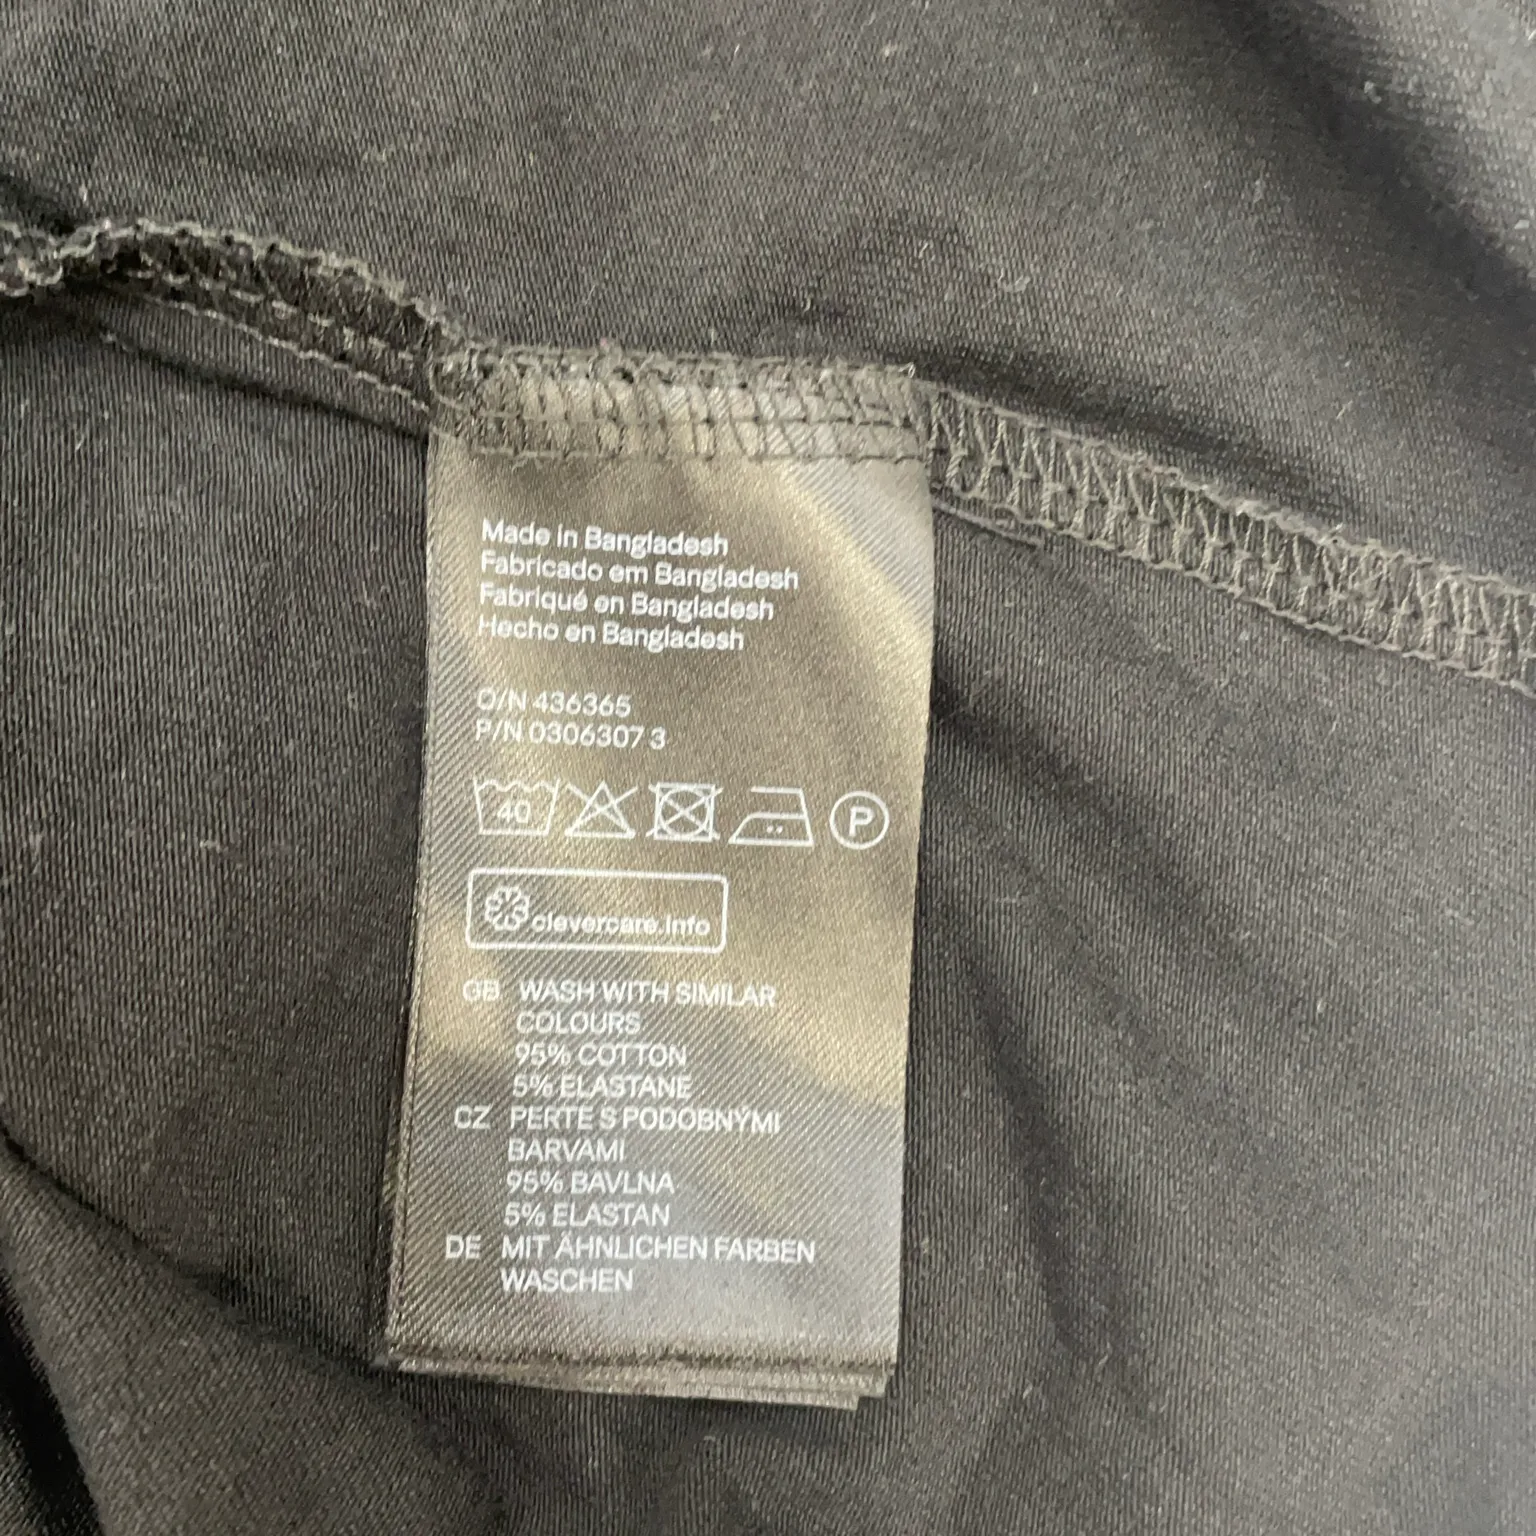 Made in Bangladesh
Fabricado em Bangladesh
Fabriqué en Bangladesh
Hecho en Bangladesh
O/N 436365
P/N 0306307 3
40 P
clevercare.info
GB WASH WITH SIMILAR
COLOURS
95% COTTON
5% ELASTANE
CZ PERTE S PODOBNÝMI
BARVAMI
95% BAVLNA
5% ELASTAN
DE MIT ÄHNLICHEN FARBEN
WASCHEN